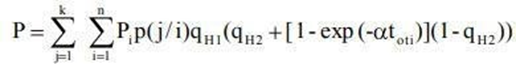 P = ∑_{j=1}^{k} ∑_{i=1}^{n} P_i p(j/i) q_{H1} (q_{H2} + [1 - exp (-αt_{oti})] (1 - q_{H2}))